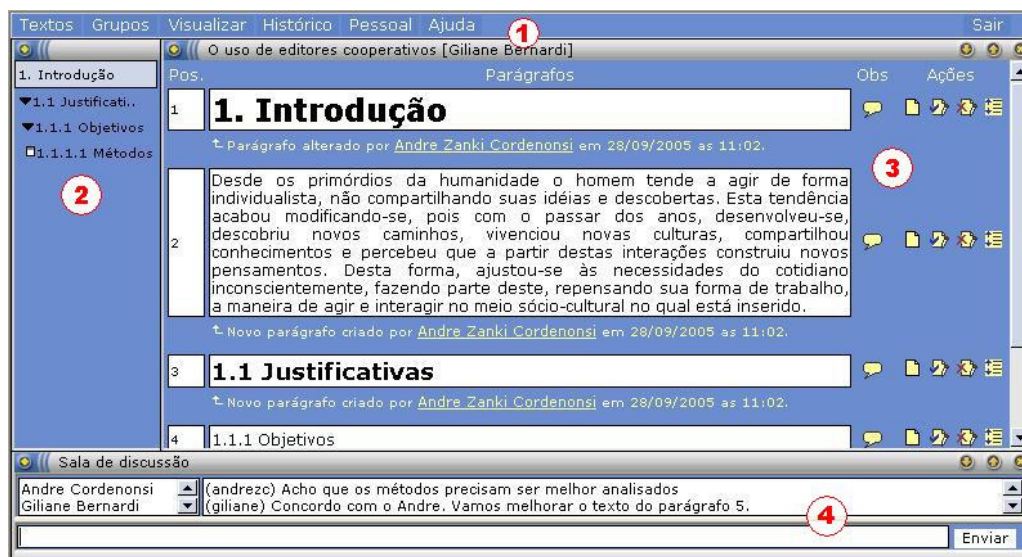 Textos Grupos Visualizar Histórico Pessoal Ajuda Sair
1
O uso de editores cooperativos [Giliane Bernardi]
1. Introdução
1.1 Justificati..
1.1.1 Objetivos
1.1.1.1 Métodos
2
Pos. Parágrafos Obs Ações
1 1. Introdução
Parágrafo alterado por Andre Zanki Cordenonsi em 28/09/2005 as 11:02.
3
2
Desde os primórdios da humanidade o homem tende a agir de forma
individualista, não compartilhando suas idéias e descobertas. Esta tendência
acabou modificando-se, pois com o passar dos anos, desenvolveu-se,
descobriu novos caminhos, vivenciou novas culturas, compartilhou
conhecimentos e percebeu que a partir destas interações construiu novos
pensamentos. Desta forma, ajustou-se às necessidades do cotidiano
inconscientemente, fazendo parte deste, repensando sua forma de trabalho,
a maneira de agir e interagir no meio sócio-cultural no qual está inserido.
Novo parágrafo criado por Andre Zanki Cordenonsi em 28/09/2005 as 11:02.
3 1.1 Justificativas
Novo parágrafo criado por Andre Zanki Cordenonsi em 28/09/2005 as 11:02.
4 1.1.1 Objetivos
Sala de discussão
Andre Cordenonsi
Giliane Bernardi
(andrezc) Acho que os métodos precisam ser melhor analisados
(giliane) Concordo com o Andre. Vamos melhorar o texto do parágrafo 5.
4
Enviar